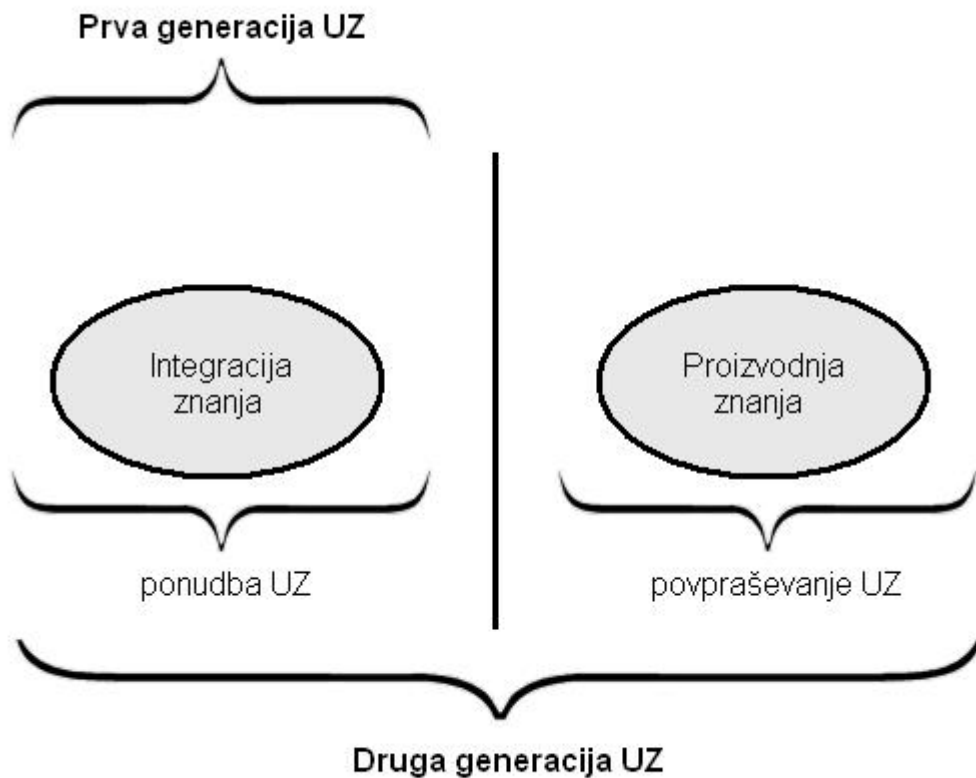 Prva generacija UZ
Integracija
znanja
Proizvodnja
znanja
ponudba UZ
povpraševanje UZ
Druga generacija UZ